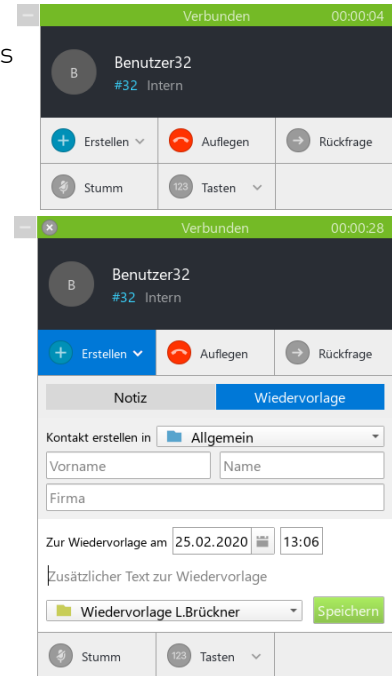 Verbunden 00:00:04
s
B
Benutzer32
#32 Intern
Erstellen Auflegen Rückfrage
Stumm 123 Tasten
Verbunden 00:00:28
B
Benutzer32
#32 Intern
Erstellen Auflegen Rückfrage
Notiz Wiedervorlage
Kontakt erstellen in Allgemein
Vorname Name
Firma
Zur Wiedervorlage am 25.02.2020 13:06
Zusätzlicher Text zur Wiedervorlage
Wiedervorlage L.Brückner Speichern
Stumm 123 Tasten